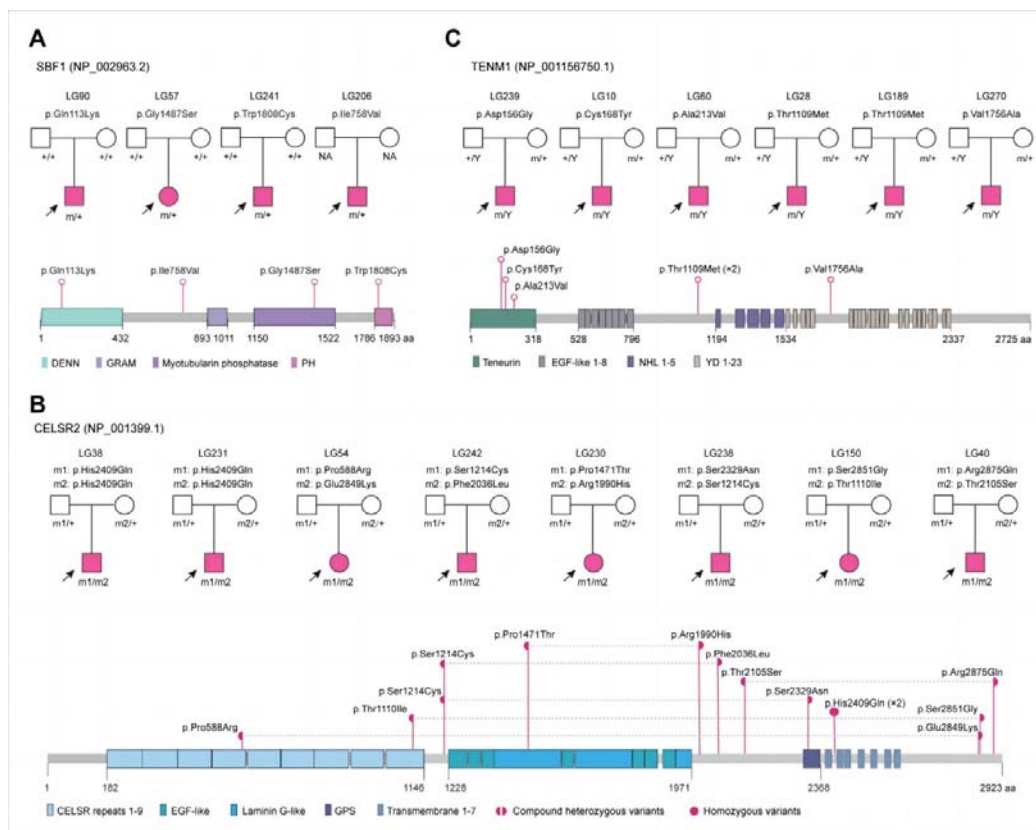 A
SBF1 (NP_002963.2)
LG90 LG57 LG241 LG206
p.Gln113Lys p.Gly1487Ser p.Trp1808Cys p.Ile758Val
+/+ +/+ +/+ +/+ +/+ +/+ NA NA
m/+ m/+ m/+ m/+
p.Gln113Lys p.Ile758Val p.Gly1487Ser p.Trp1808Cys
1 432 893 1011 1150 1522 1786 1893 aa
DENN GRAM Myotubularin phosphatase PH
C
TENM1 (NP_001156750.1)
LG239 LG10 LG60 LG28 LG189 LG270
p.Asp156Gly p.Cys168Tyr p.Ala213Val p.Thr1109Met p.Thr1109Met p.Val1756Ala
+/Y m/+ +/Y m/+ +/Y m/+ +/Y m/+ +/Y m/+ +/Y m/+
m/Y m/Y m/Y m/Y m/Y m/Y
p.Asp156Gly
p.Cys168Tyr p.Thr1109Met (×2) p.Val1756Ala
p.Ala213Val
1 318 528 796 1194 1534 2337 2725 aa
Teneurin EGF-like 1-8 NHL 1-5 YD 1-23
B
CELSR2 (NP_001399.1)
LG38 LG231 LG54 LG242 LG230 LG238 LG150 LG40
m1: p.His2409Gln m1: p.His2409Gln m1: p.Pro588Arg m1: p.Ser1214Cys m1: p.Pro1471Thr m1: p.Ser2329Asn m1: p.Ser2851Gly m1: p.Arg2875Gln
m2: p.His2409Gln m2: p.His2409Gln m2: p.Glu2849Lys m2: p.Phe2036Leu m2: p.Arg1990His m2: p.Ser1214Cys m2: p.Thr1110Ile m2: p.Thr2105Ser
m1/+ m2/+ m1/+ m2/+ m1/+ m2/+ m1/+ m2/+ m1/+ m2/+ m1/+ m2/+ m1/+ m2/+ m1/+ m2/+
m1/m2 m1/m2 m1/m2 m1/m2 m1/m2 m1/m2 m1/m2 m1/m2
p.Pro1471Thr p.Arg1990His
p.Ser1214Cys p.Phe2036Leu
p.Thr2105Ser p.Arg2875Gln
p.Ser1214Cys p.Ser2329Asn
p.His2409Gln (×2)
p.Thr1110Ile p.Ser2851Gly
p.Pro588Arg p.Glu2849Lys
1 182 1146 1228 1971 2368 2923 aa
CELSR repeats 1-9 EGF-like Laminin G-like GPS Transmembrane 1-7 Compound heterozygous variants Homozygous variants